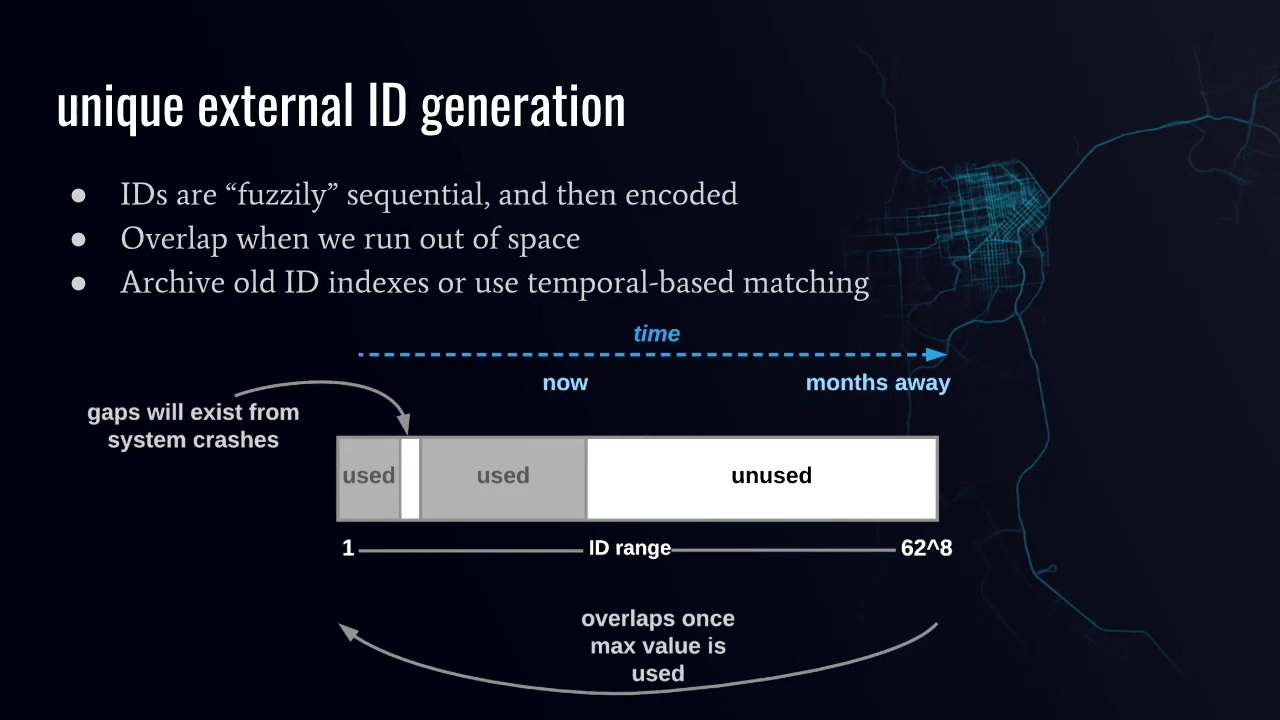 unique external ID generation
● IDs are “fuzzily” sequential, and then encoded
● Overlap when we run out of space
● Archive old ID indexes or use temporal-based matching
time
now
months away
gaps will exist from
system crashes
used
used
unused
1
ID range
62^8
overlaps once
max value is
used